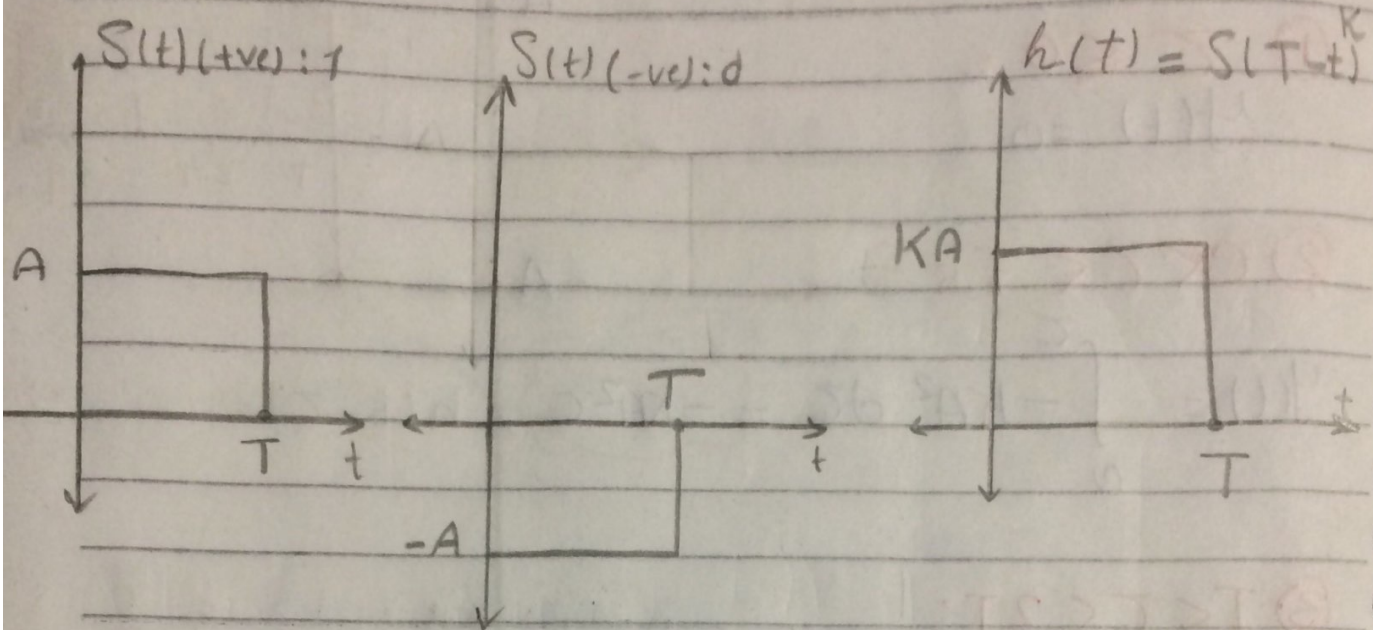 S(t)(+ve):1
A
T
t
S(t)(-ve):0
T
t
-A
h(t) = S(T-t)K
KA
t
T